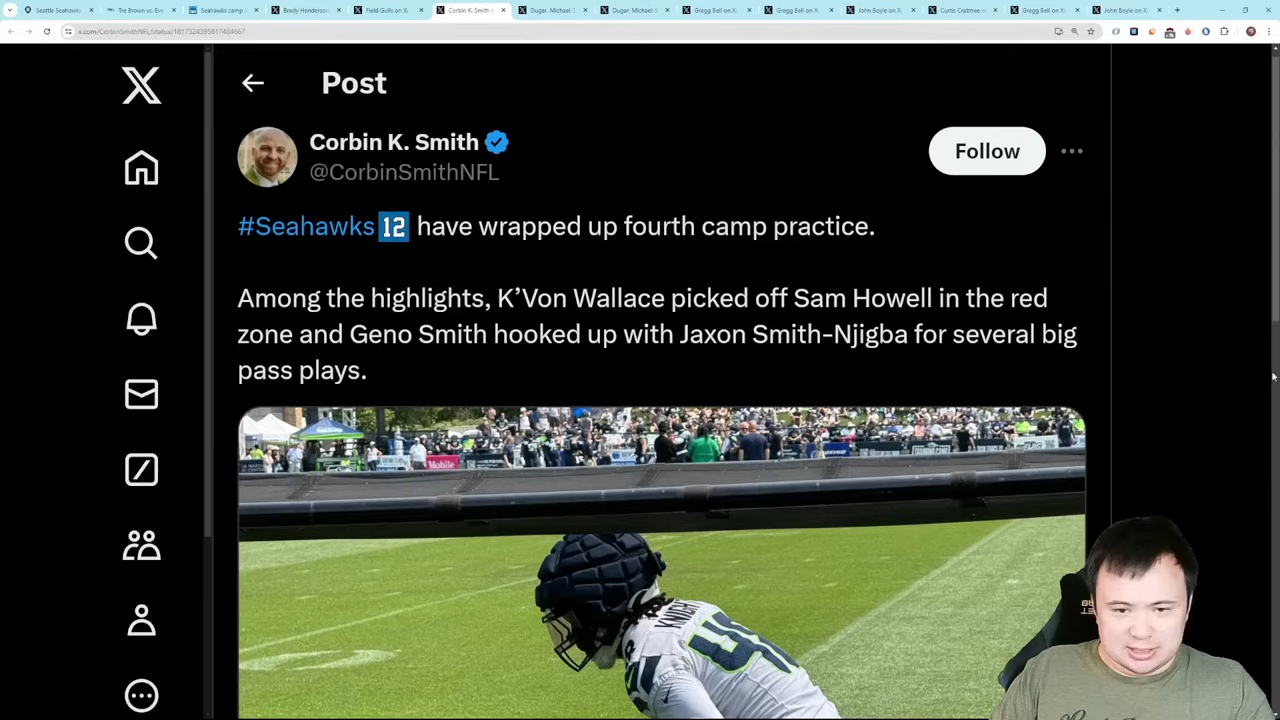 Seattle Seahawk
Tre Brown vs. Eve
Seahawks camp c
Brady Henderson
Field Gulls on X:
Corbin K. Smith o
Dugar, Michael-S
Dugar, Michael-S
Gregg Bell on X:
Gregg Bell on X:
John Boyle on X:
Curtis Crabtree o
Gregg Bell on X:
John Boyle on X:
x.com/CorbinSmithNFL/status/1817324395817484667
Post
Corbin K. Smith
@CorbinSmithNFL
Follow
#Seahawks 12 have wrapped up fourth camp practice.
Among the highlights, K’Von Wallace picked off Sam Howell in the red
zone and Geno Smith hooked up with Jaxon Smith-Njigba for several big
pass plays.
Mobile
KNIGHT